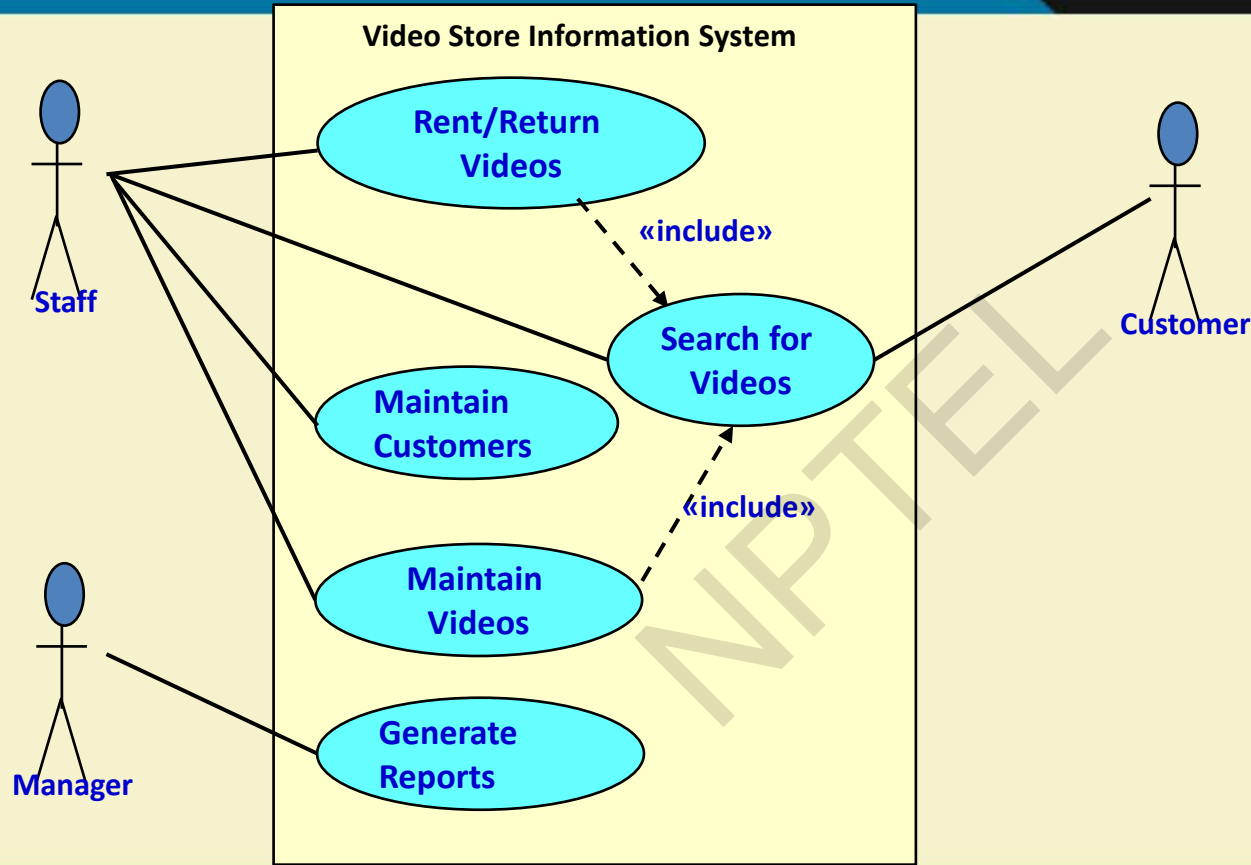 Video Store Information System
Rent/Return
Videos
«include»
Staff
Search for
Videos
Customer
Maintain
Customers
«include»
Maintain
Videos
Generate
Reports
Manager
NPTEL